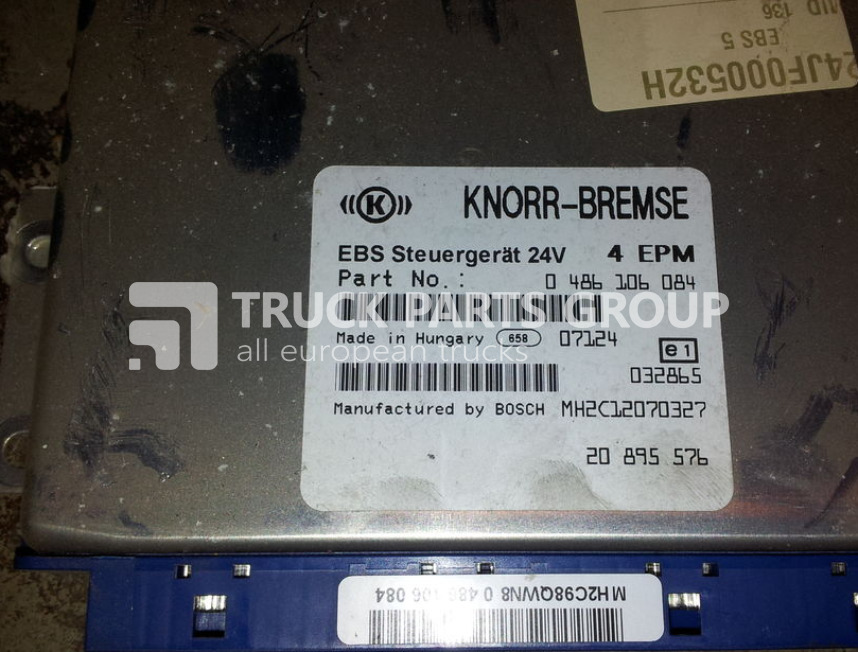 MID 136
EBS 5
24JF000532H
K
KNORR-BREMSE
EBS Steuergerät 24V 4 EPM
Part No.: 0 486 106 084
TRUCK PARTS GROUP
Made in Hungary 658 07124
all european trucks
e1
032865
Manufactured by BOSCH MH2C12070327
20 895 576
MH2C98QWN8 0 486 106 084